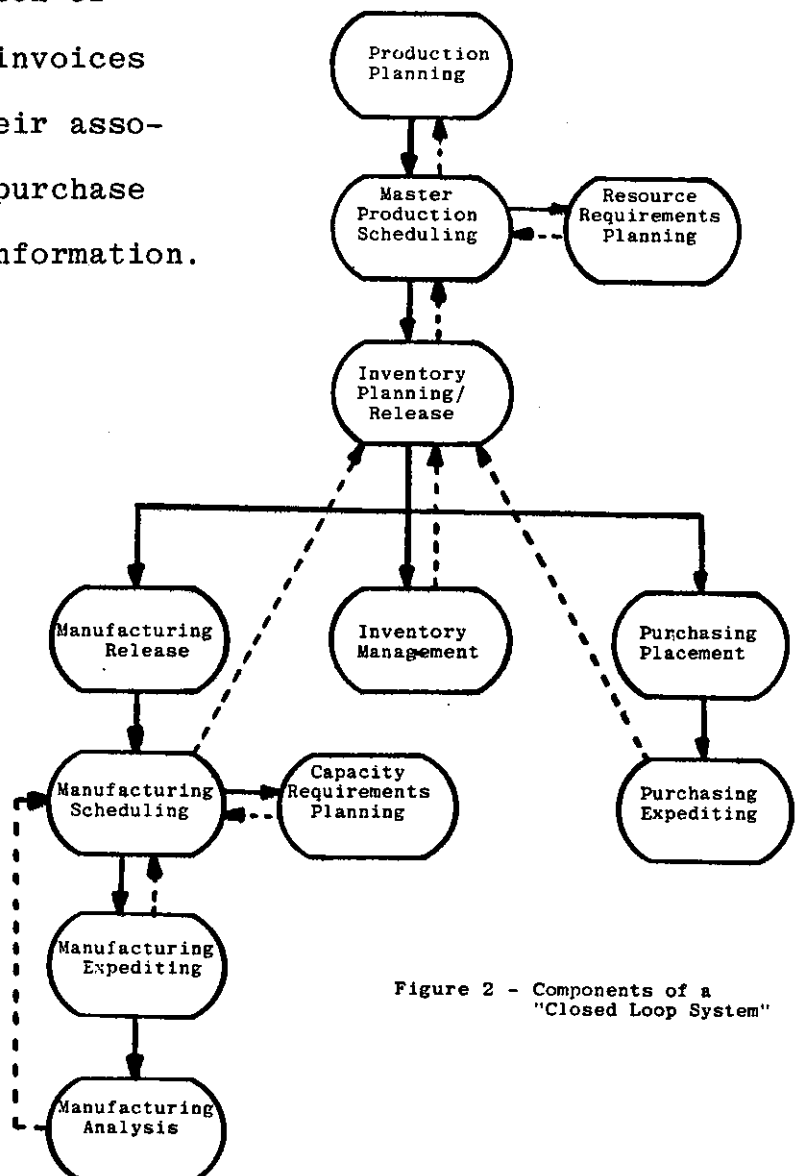 invoices
eir asso-
purchase
nformation.
Production
Planning
Master
Production
Scheduling
Resource
Requirements
Planning
Inventory
Planning/
Release
Manufacturing
Release
Inventory
Management
Purchasing
Placement
Manufacturing
Scheduling
Capacity
Requirements
Planning
Purchasing
Expediting
Manufacturing
Expediting
Figure 2 - Components of a
"Closed Loop System"
Manufacturing
Analysis